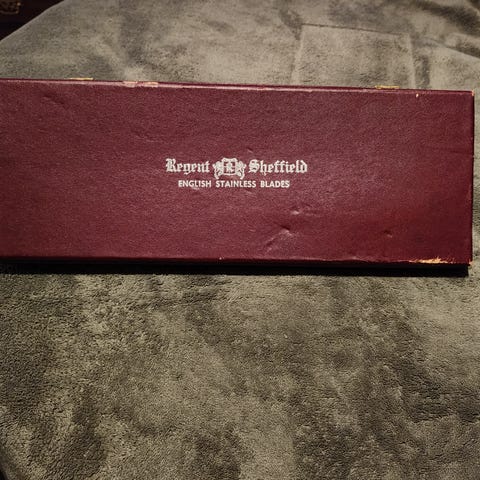 Regent Sheffield
ENGLISH STAINLESS BLADES